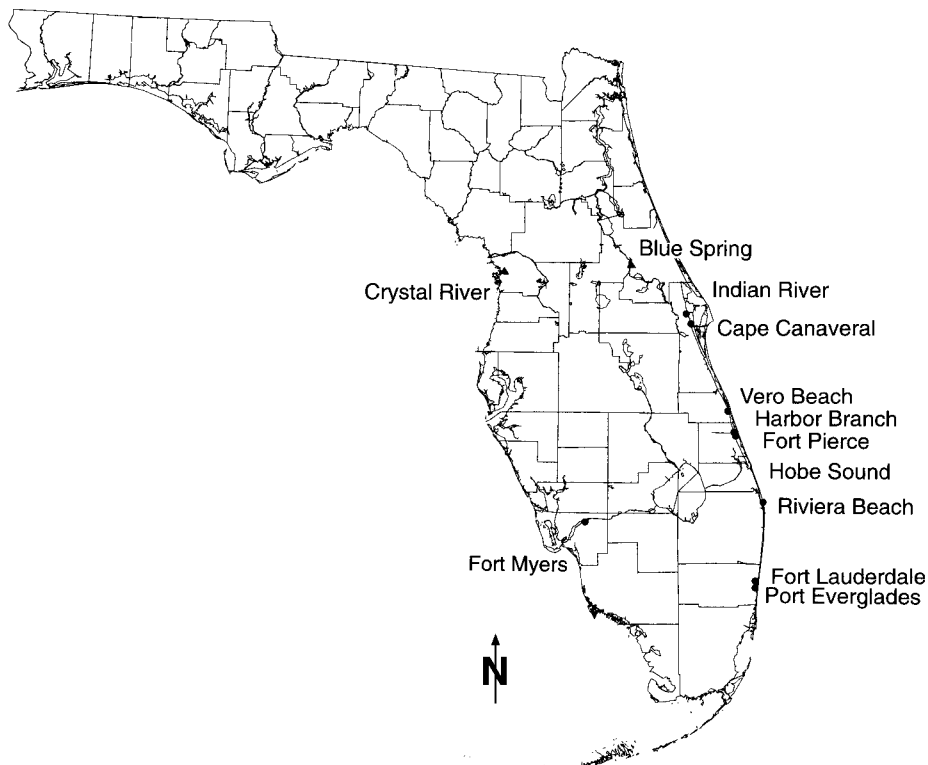 Blue Spring
Indian River
Crystal River
Cape Canaveral
Vero Beach
Harbor Branch
Fort Pierce
Hobe Sound
Riviera Beach
Fort Myers
Fort Lauderdale
Port Everglades
N